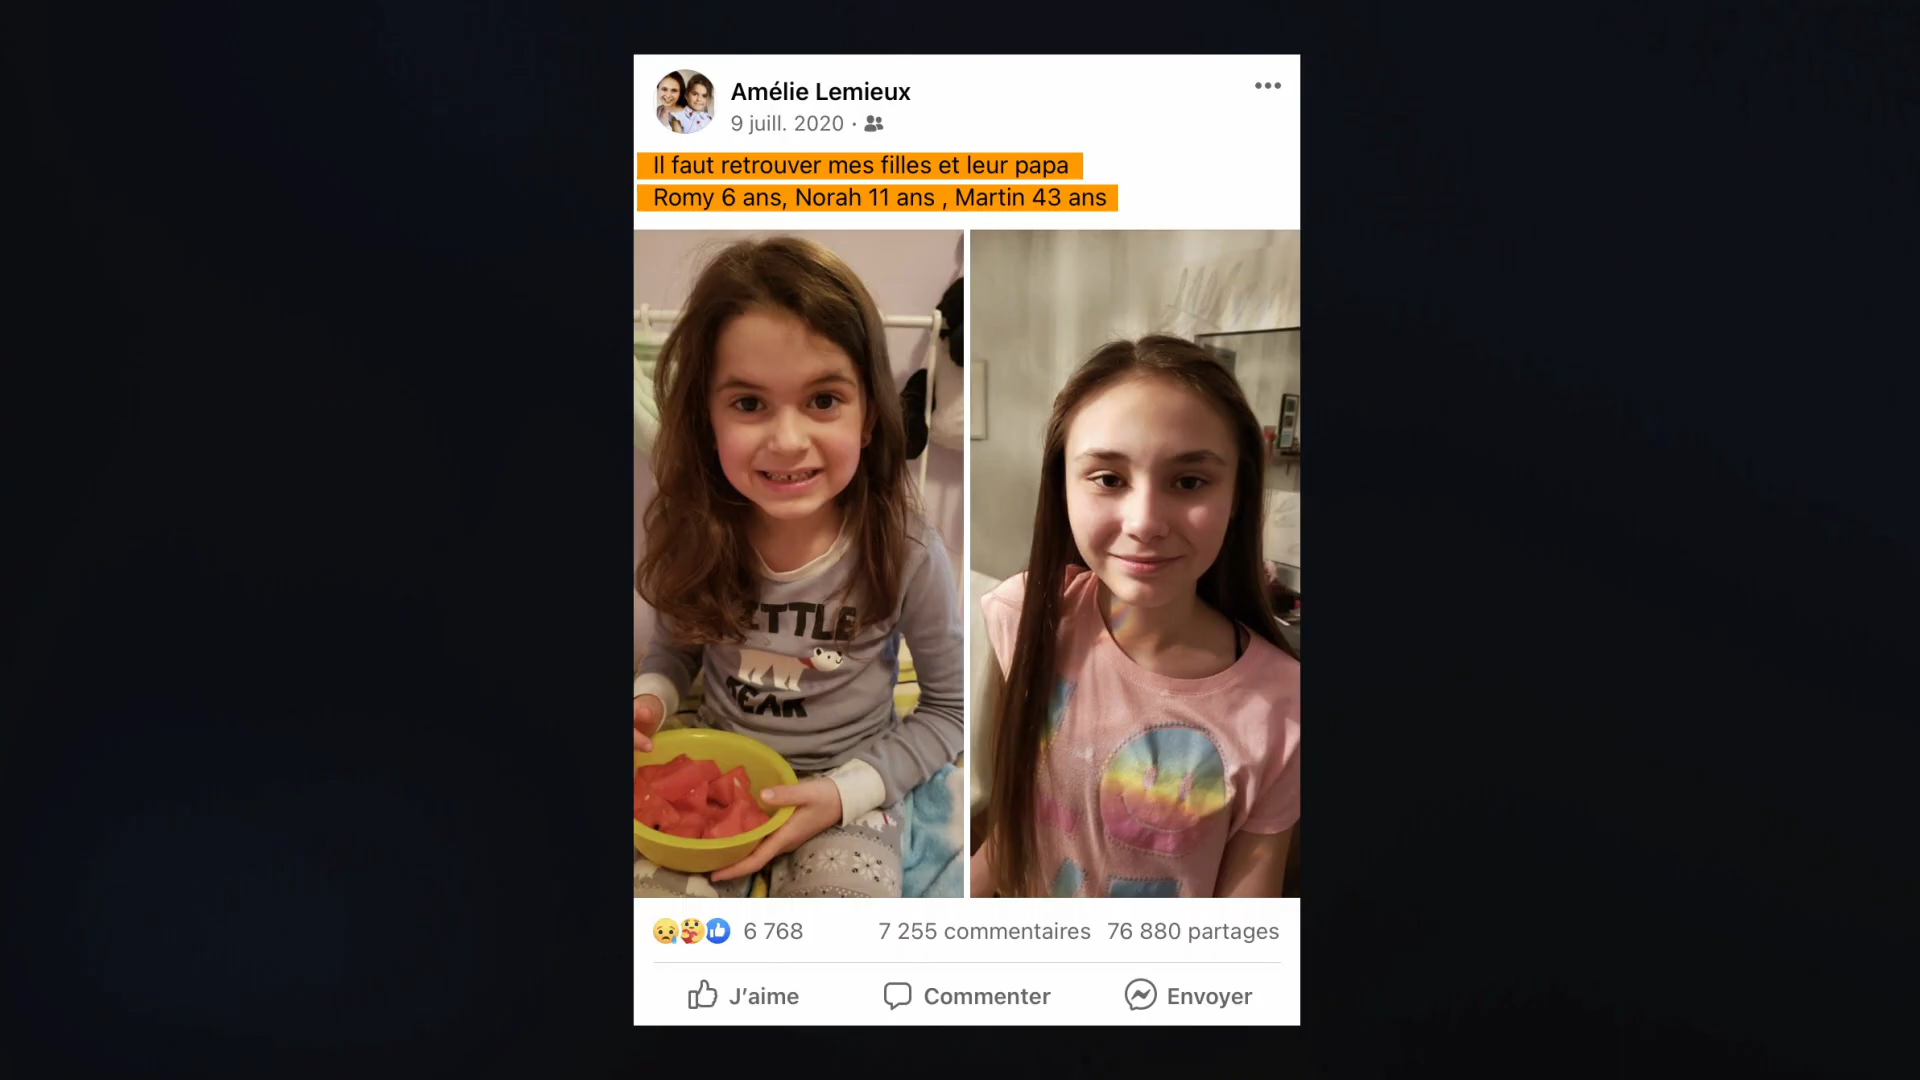 Amélie Lemieux
9 juill. 2020 ·
Il faut retrouver mes filles et leur papa
Romy 6 ans, Norah 11 ans , Martin 43 ans
6 768
7 255 commentaires
76 880 partages
J’aime
Commenter
Envoyer